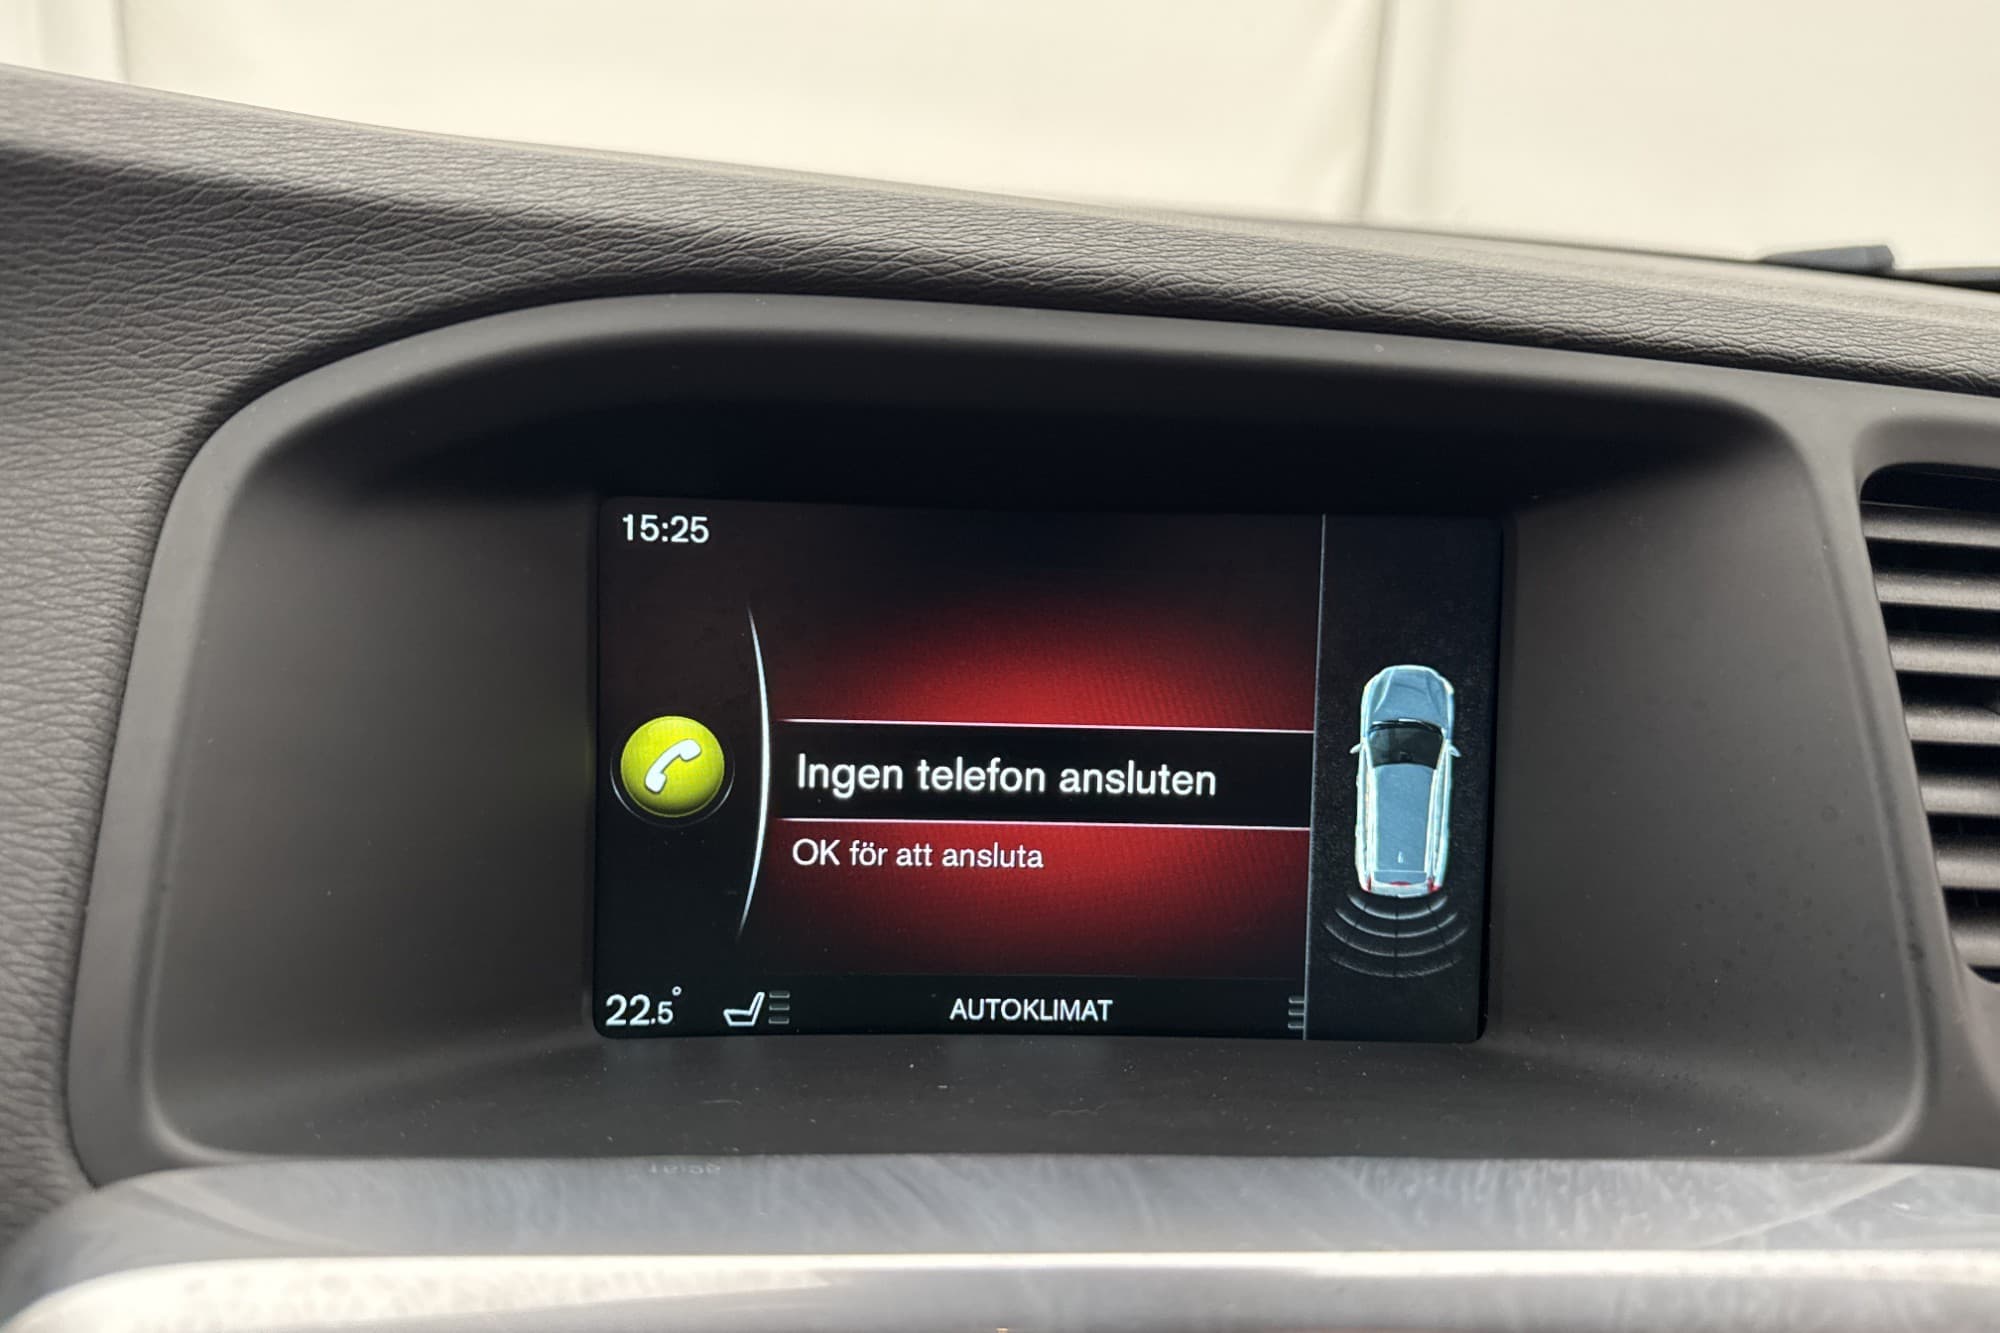 15:25
Ingen telefon ansluten
OK för att ansluta
22.5° AUTOKLIMAT